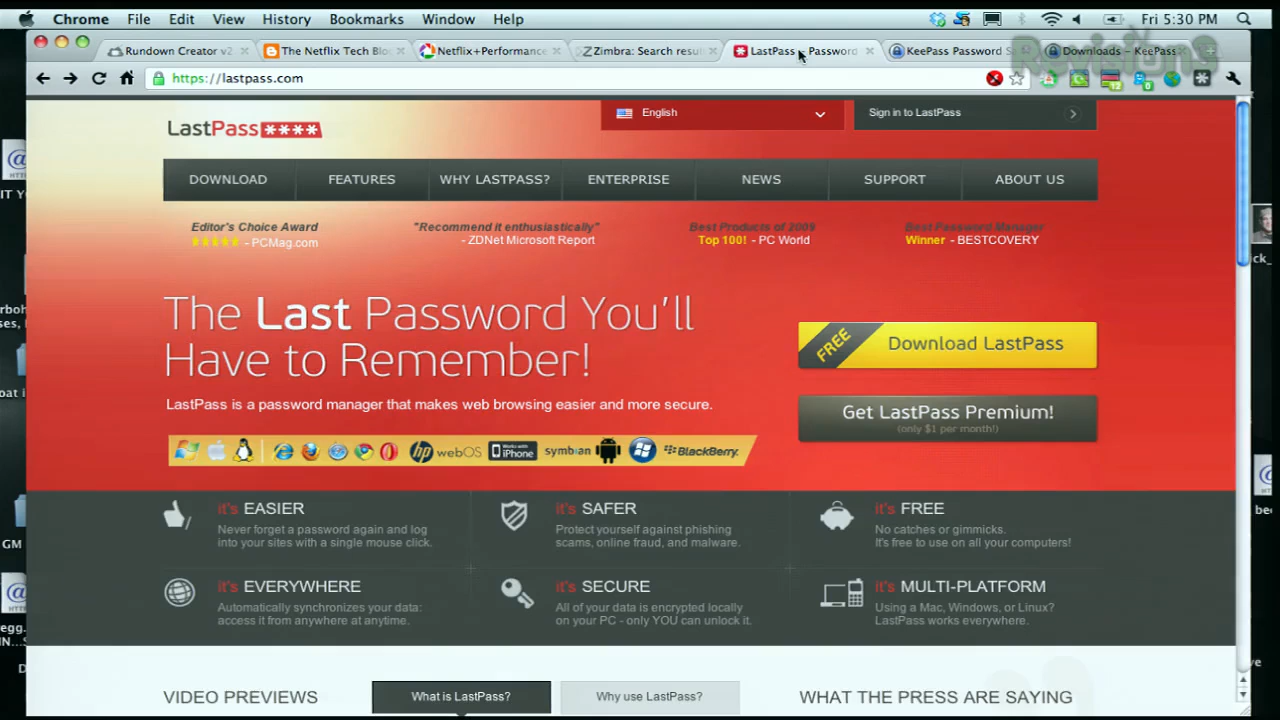 Chrome File Edit View History Bookmarks Window Help Fri 5:30 PM
Rundown Creator v2 The Netflix Tech Blo Netflix+Performance Zimbra: Search resu LastPass - Password KeePass Password S Downloads - KeePass
Revision3
https://lastpass.com
LastPass ****
English
Sign in to LastPass
DOWNLOAD FEATURES WHY LASTPASS? ENTERPRISE NEWS SUPPORT ABOUT US
Editor's Choice Award "Recommend it enthusiastically" Best Products of 2009 Best Password Manager
- PCMag.com - ZDNet Microsoft Report Top 100! - PC World Winner - BESTCOVERY
The Last Password You'll
Have to Remember!
LastPass is a password manager that makes web browsing easier and more secure.
FREE Download LastPass
Get LastPass Premium!
(only $1 per month!)
hp webOS Works with iPhone symbian BlackBerry.
it's EASIER
Never forget a password again and log
into your sites with a single mouse click.
it's SAFER
Protect yourself against phishing
scams, online fraud, and malware.
it's FREE
No catches or gimmicks.
It's free to use on all your computers!
it's EVERYWHERE
Automatically synchronizes your data:
access it from anywhere at anytime.
it's SECURE
All of your data is encrypted locally
on your PC - only YOU can unlock it.
it's MULTI-PLATFORM
Using a Mac, Windows, or Linux?
LastPass works everywhere.
VIDEO PREVIEWS What is LastPass? Why use LastPass? WHAT THE PRESS ARE SAYING